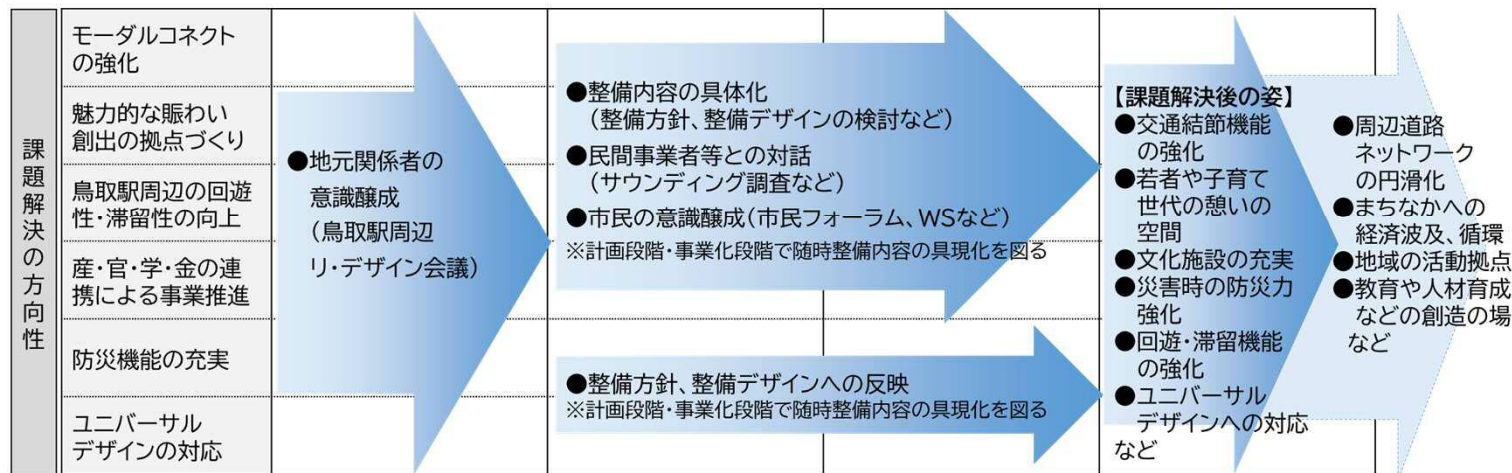 課題解決の方向性
モーダルコネクト
の強化
魅力的な賑わい
創出の拠点づくり
鳥取駅周辺の回遊
性・滞留性の向上
産・官・学・金の連
携による事業推進
防災機能の充実
ユニバーサル
デザインの対応
●地元関係者の
意識醸成
(鳥取駅周辺
リ・デザイン会議)
●整備内容の具体化
(整備方針、整備デザインの検討など)
●民間事業者等との対話
(サウンディング調査など)
●市民の意識醸成(市民フォーラム、WSなど)
※計画段階・事業化段階で随時整備内容の具現化を図る
●整備方針、整備デザインへの反映
※計画段階・事業化段階で随時整備内容の具現化を図る
【課題解決後の姿】
●交通結節機能
の強化
●若者や子育て
世代の憩いの
空間
●文化施設の充実
●災害時の防災力
強化
●回遊・滞留機能
の強化
●ユニバーサル
デザインへの対応
など
●周辺道路
ネットワーク
の円滑化
●まちなかへの
経済波及、循環
●地域の活動拠点
●教育や人材育成
などの創造の場
など